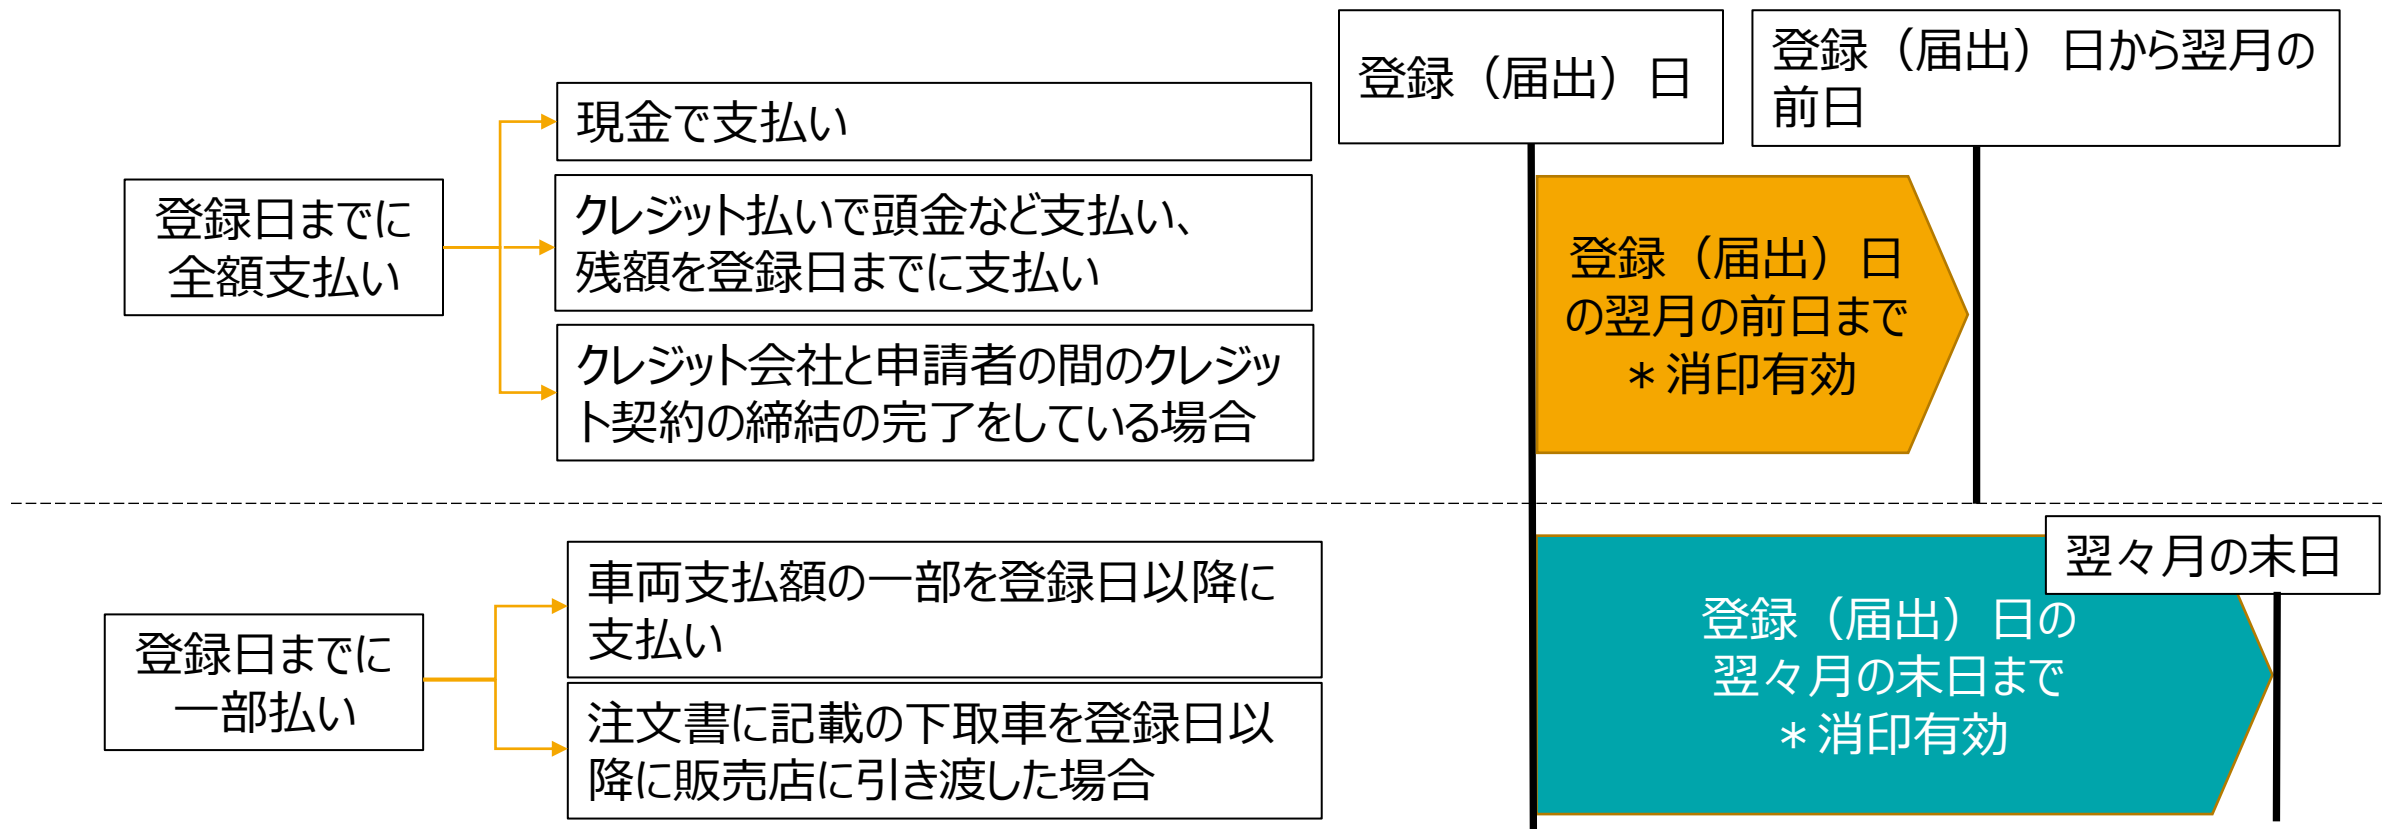 登録(届出)日
登録(届出)日から翌月の
前日
登録日までに
全額支払い
現金で支払い
クレジット払いで頭金など支払い、
残額を登録日までに支払い
クレジット会社と申請者の間のクレジッ
ト契約の締結の完了をしている場合
登録(届出)日
の翌月の前日まで
*消印有効
登録日までに
一部払い
車両支払額の一部を登録日以降に
支払い
注文書に記載の下取車を登録日以
降に販売店に引き渡した場合
翌々月の末日
登録(届出)日の
翌々月の末日まで
*消印有効